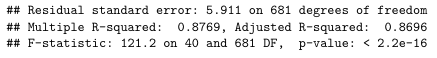 ## Residual standard error: 5.911 on 681 degrees of freedom
## Multiple R-squared:  0.8769, Adjusted R-squared:  0.8696
## F-statistic: 121.2 on 40 and 681 DF,  p-value: < 2.2e-16